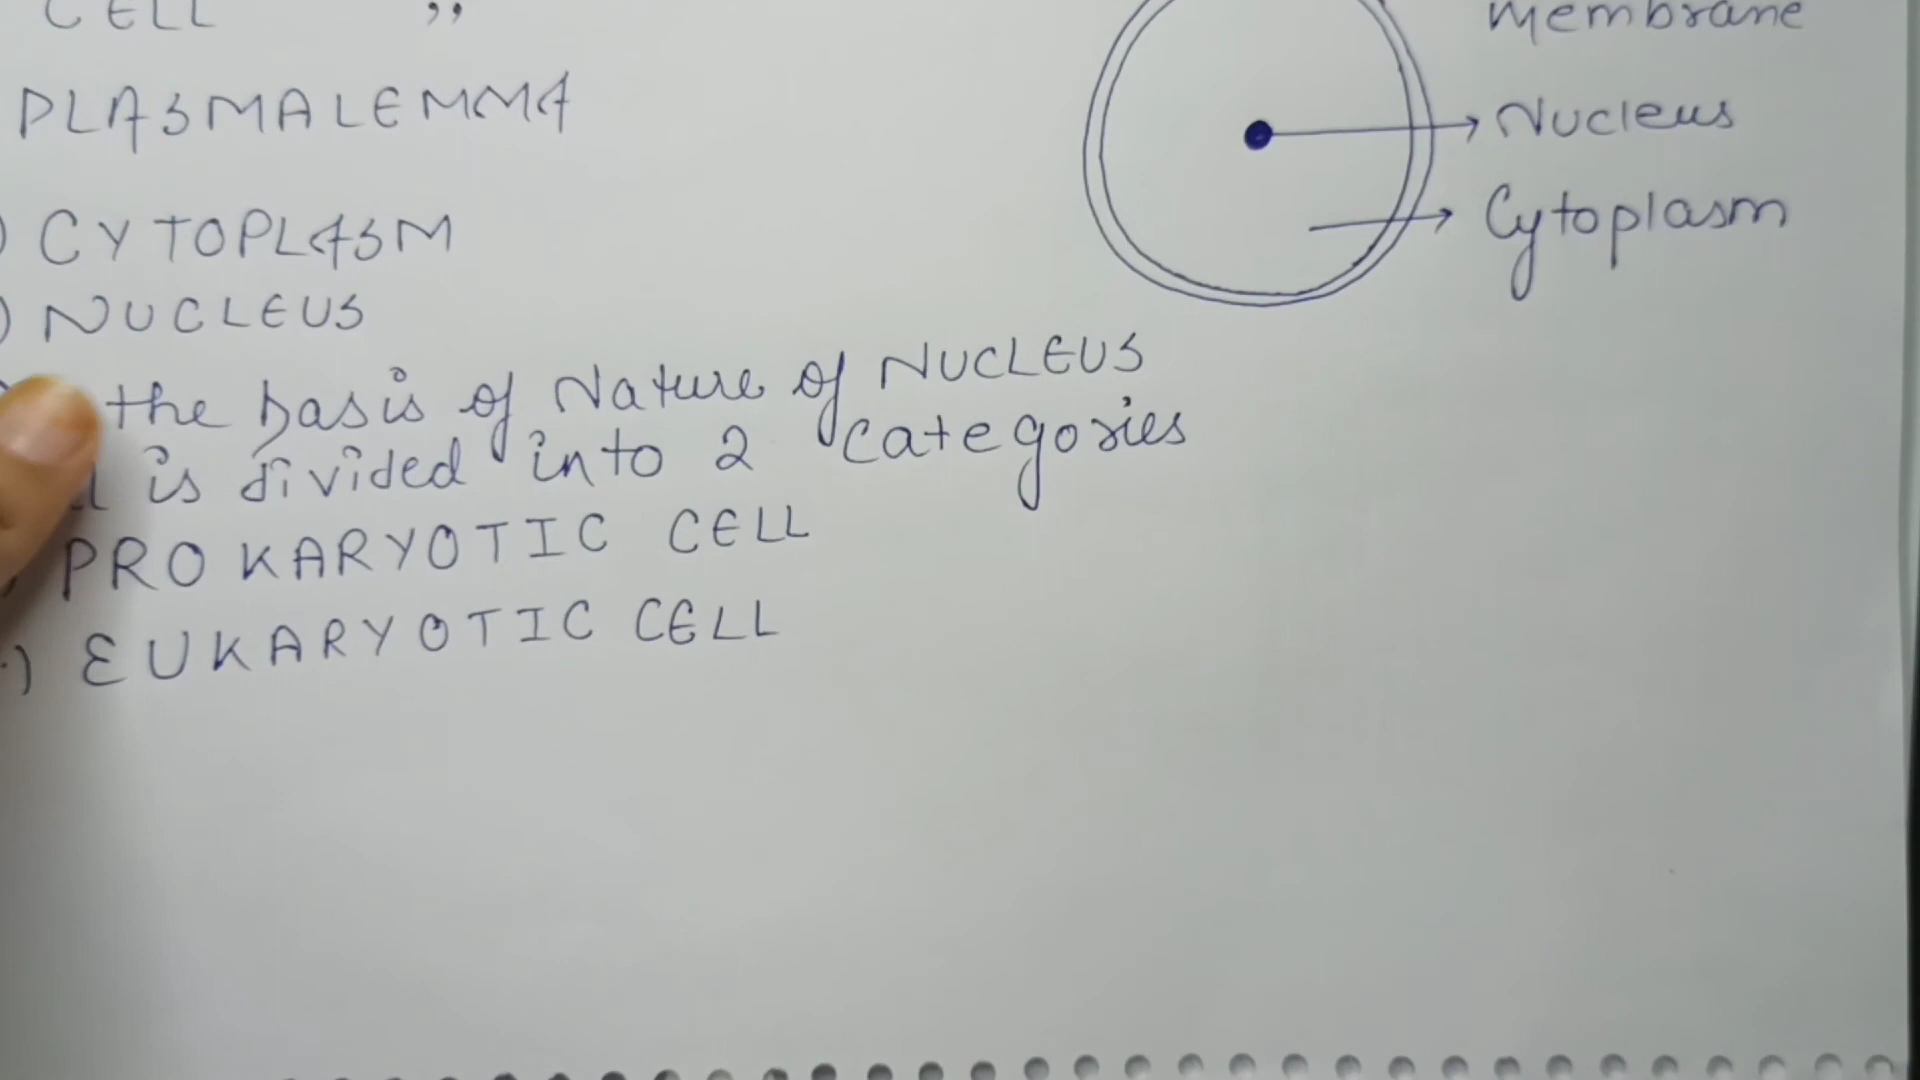 CELL ,,
Membrane
PLASMALEMMA
Nucleus
) CYTOPLASM
Cytoplasm
) NUCLEUS
the basis of Nature of NUCLEUS
is divided into 2 Categories
PROKARYOTIC CELL
.) EUKARYOTIC CELL